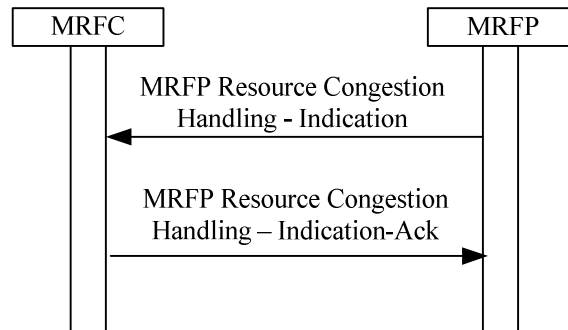 MRFC
MRFP
MRFP Resource Congestion
Handling - Indication
MRFP Resource Congestion
Handling – Indication-Ack